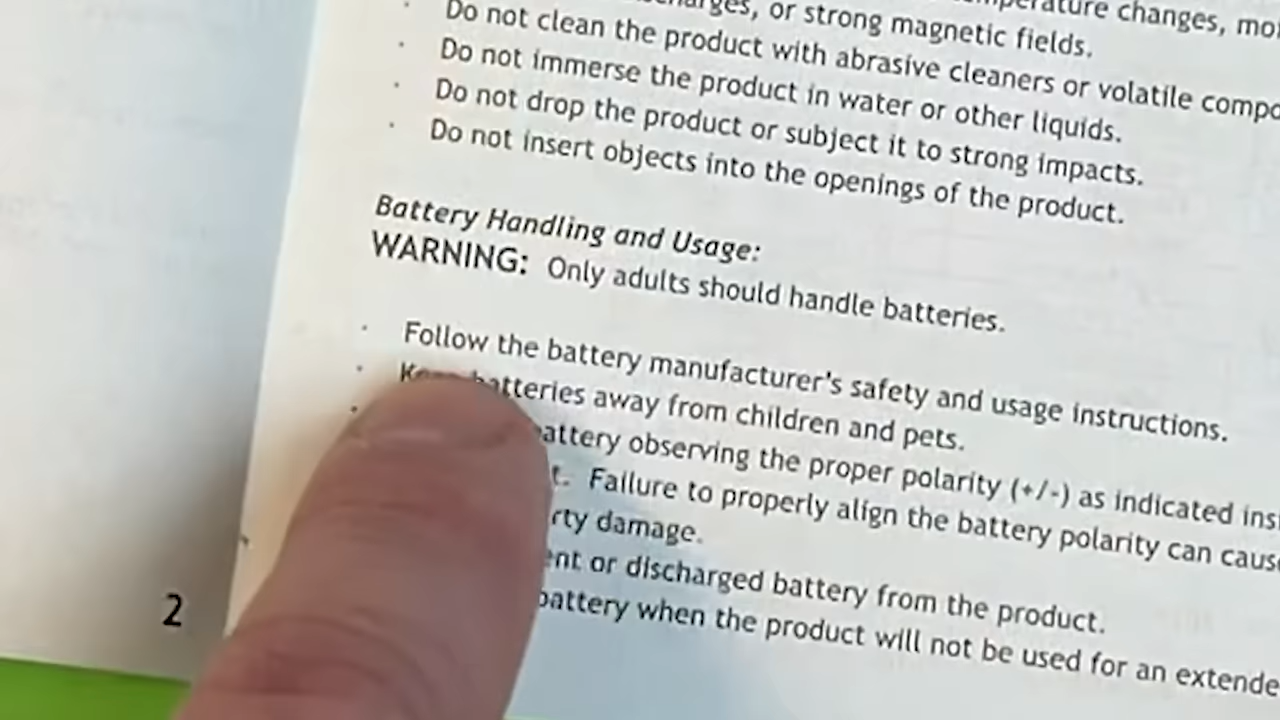 or strong magnetic fields.
Do not clean the product with abrasive cleaners or volatile
Do not immerse the product in water or other liquids.
Do not drop the product or subject it to strong impacts.
Do not insert objects into the openings of the product.
Battery Handling and Usage:
WARNING: Only adults should handle batteries.
Follow the battery manufacturer's safety and usage instructions.
batteries away from children and pets.
battery observing the proper polarity (+/-) as indicated
Failure to properly align the battery polarity can
damage.
or discharged battery from the product.
battery when the product will not be used for an
2